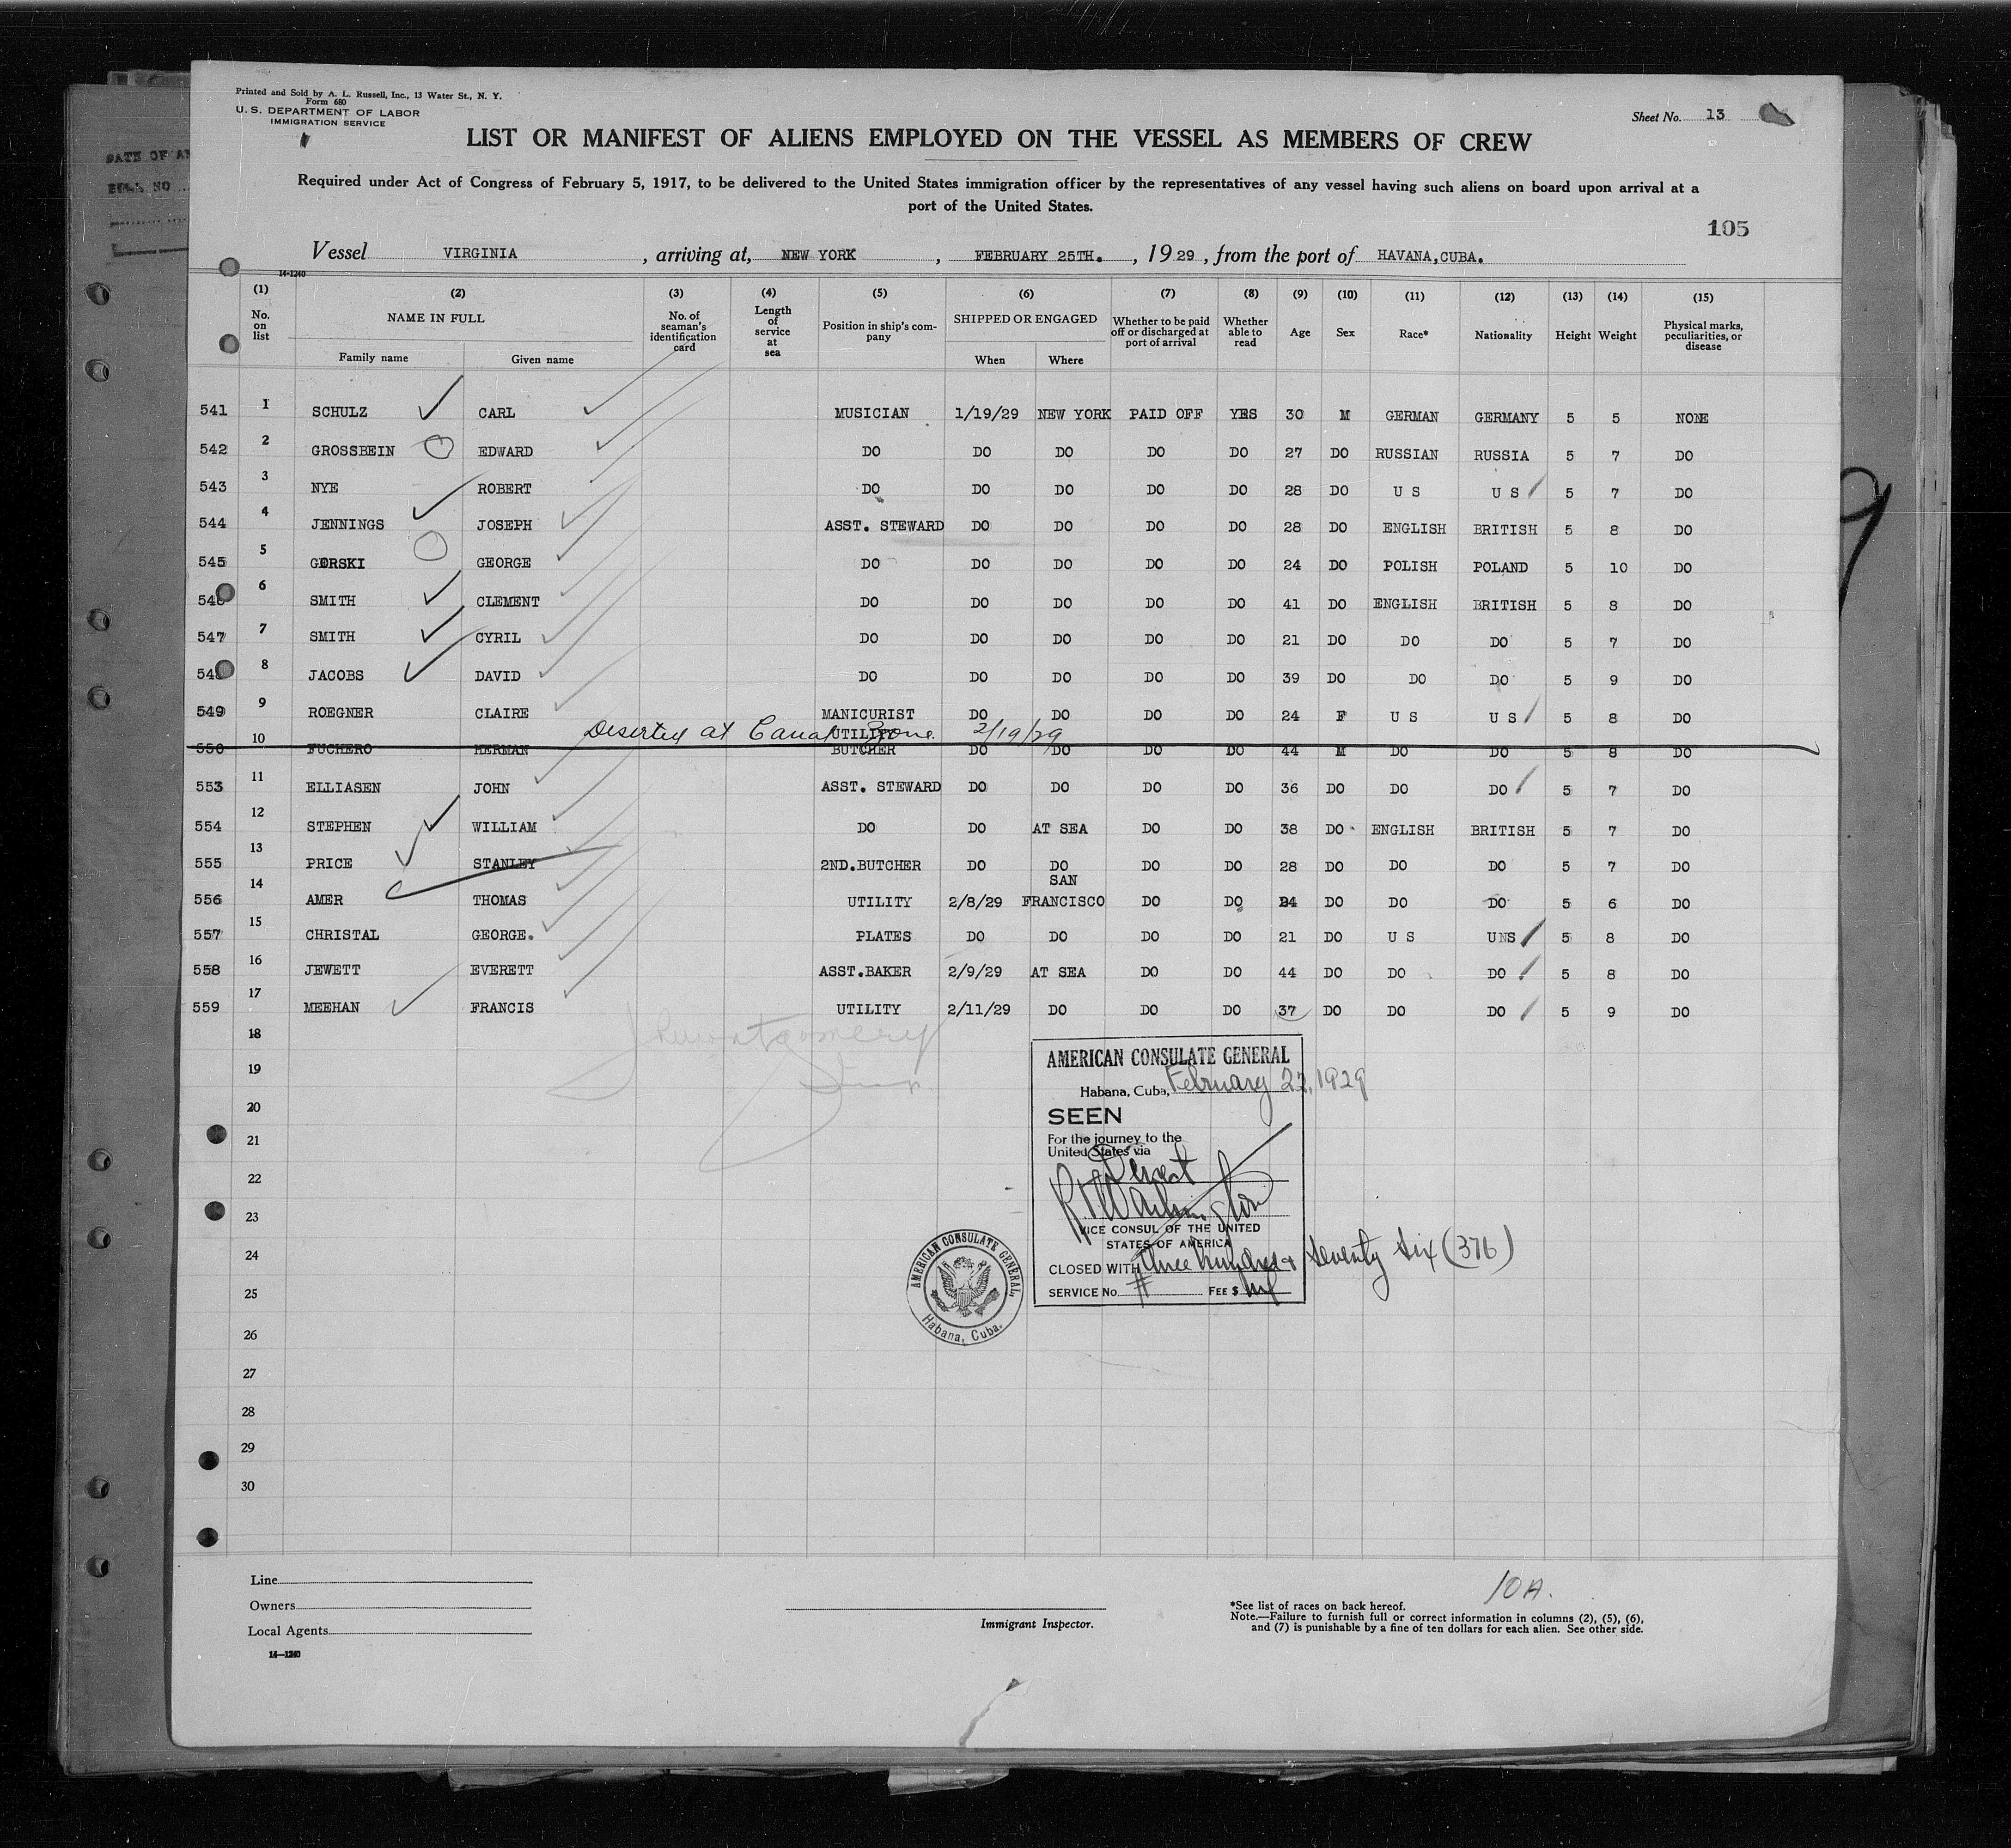 Printed and Sold by A. L. Russell, Inc., 13 Water St., N. Y.
Form 680
U. S. DEPARTMENT OF LABOR
IMMIGRATION SERVICE
Sheet No. 13
LIST OR MANIFEST OF ALIENS EMPLOYED ON THE VESSEL AS MEMBERS OF CREW
Required under Act of Congress of February 5, 1917, to be delivered to the United States immigration officer by the representatives of any vessel having such aliens on board upon arrival at a
port of the United States.
105
Vessel VIRGINIA , arriving at, NEW YORK , FEBRUARY 25TH. , 19 29 , from the port of HAVANA,CUBA.
14-1240
(1) (2) (3) (4) (5) (6) (7) (8) (9) (10) (11) (12) (13) (14) (15)
No. on list NAME IN FULL Family name Given name No. of seaman's identification card Length of service at sea Position in ship's company SHIPPED OR ENGAGED When Where Whether to be paid off or discharged at port of arrival Whether able to read Age Sex Race* Nationality Height Weight Physical marks, peculiarities, or disease
541 1 SCHULZ CARL MUSICIAN 1/19/29 NEW YORK PAID OFF YES 30 M GERMAN GERMANY 5 5 NONE
542 2 GROSSBEIN EDWARD DO DO DO DO DO 27 DO RUSSIAN RUSSIA 5 7 DO
543 3 NYE ROBERT DO DO DO DO DO 28 DO U S U S 5 7 DO
544 4 JENNINGS JOSEPH ASST. STEWARD DO DO DO DO 28 DO ENGLISH BRITISH 5 8 DO
545 5 GORSKI GEORGE DO DO DO DO DO 24 DO POLISH POLAND 5 10 DO
546 6 SMITH CLEMENT DO DO DO DO DO 41 DO ENGLISH BRITISH 5 8 DO
547 7 SMITH CYRIL DO DO DO DO DO 21 DO DO DO 5 7 DO
548 8 JACOBS DAVID DO DO DO DO DO 39 DO DO DO 5 9 DO
549 9 ROEGNER CLAIRE MANICURIST DO DO DO DO 24 F U S U S 5 8 DO
Deserted at Canal Zone 2/19/29
550 10 FUCHERO HERMAN UTILITY BUTCHER DO DO DO DO 44 M DO DO 5 8 DO
553 11 ELLIASEN JOHN ASST. STEWARD DO DO DO DO 36 DO DO DO 5 7 DO
554 12 STEPHEN WILLIAM DO DO AT SEA DO DO 38 DO ENGLISH BRITISH 5 7 DO
555 13 PRICE STANLEY 2ND.BUTCHER DO DO DO DO 28 DO DO DO 5 7 DO
556 14 AMER THOMAS UTILITY 2/8/29 SAN FRANCISCO DO DO 24 DO DO DO 5 6 DO
557 15 CHRISTAL GEORGE. PLATES DO DO DO DO 21 DO U S UNS 5 8 DO
558 16 JEWETT EVERETT ASST.BAKER 2/9/29 AT SEA DO DO 44 DO DO DO 5 8 DO
559 17 MEEHAN FRANCIS UTILITY 2/11/29 DO DO DO 37 DO DO DO 5 9 DO
18
19
20
21
22
23
24
25
26
27
28
29
30
AMERICAN CONSULATE GENERAL
Habana, Cuba, February 22, 1929
SEEN
For the journey to the
United States via
Direct
VICE CONSUL OF THE UNITED
STATES OF AMERICA
CLOSED WITH three hundred & seventy six (376)
SERVICE No. FEE $
AMERICAN CONSULATE GENERAL,
Habana, Cuba.
Line
Owners
Local Agents
14—1240
Immigrant Inspector.
10A.
*See list of races on back hereof.
Note.—Failure to furnish full or correct information in columns (2), (5), (6),
and (7) is punishable by a fine of ten dollars for each alien. See other side.